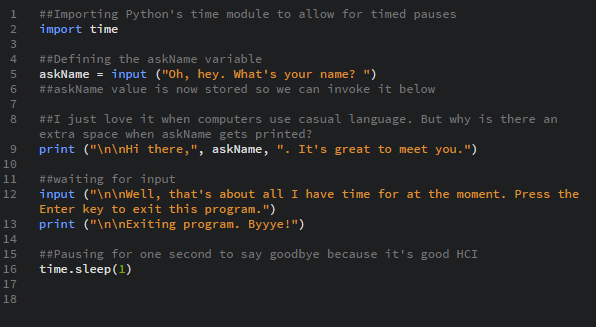 1 ##Importing Python's time module to allow for timed pauses
2 import time
3
4 ##Defining the askName variable
5 askName = input ("Oh, hey. What's your name? ")
6 ##askName value is now stored so we can invoke it below
7
8 ##I just love it when computers use casual language. But why is there an
extra space when askName gets printed?
9 print ("\n\nHi there,", askName, ". It's great to meet you.")
10
11 ##waiting for input
12 input ("\n\nWell, that's about all I have time for at the moment. Press the
Enter key to exit this program.")
13 print ("\n\nExiting program. Byyye!")
14
15 ##Pausing for one second to say goodbye because it's good HCI
16 time.sleep(1)
17
18